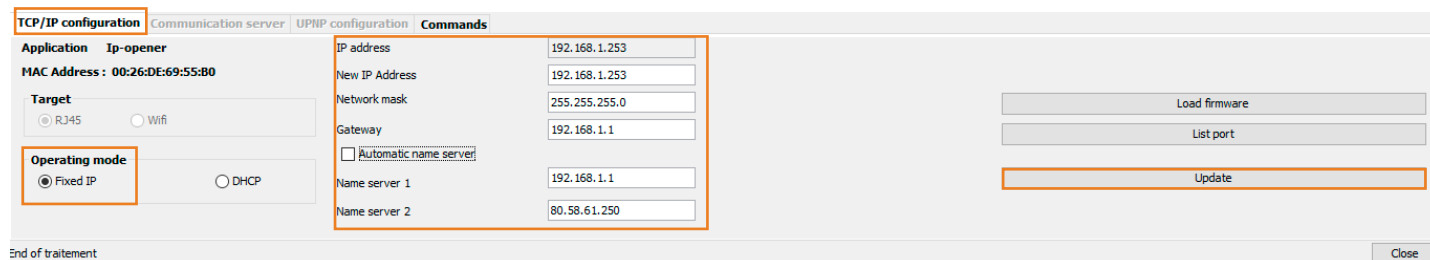 TCP/IP configuration Communication server UPNP configuration Commands
Application Ip-opener
MAC Address : 00:26:DE:69:55:B0
Target
RJ45 Wifi
Operating mode
Fixed IP DHCP
IP address 192.168.1.253
New IP Address 192.168.1.253
Network mask 255.255.255.0
Gateway 192.168.1.1
Automatic name server
Name server 1 192.168.1.1
Name server 2 80.58.61.250
Load firmware
List port
Update
End of traitement
Close